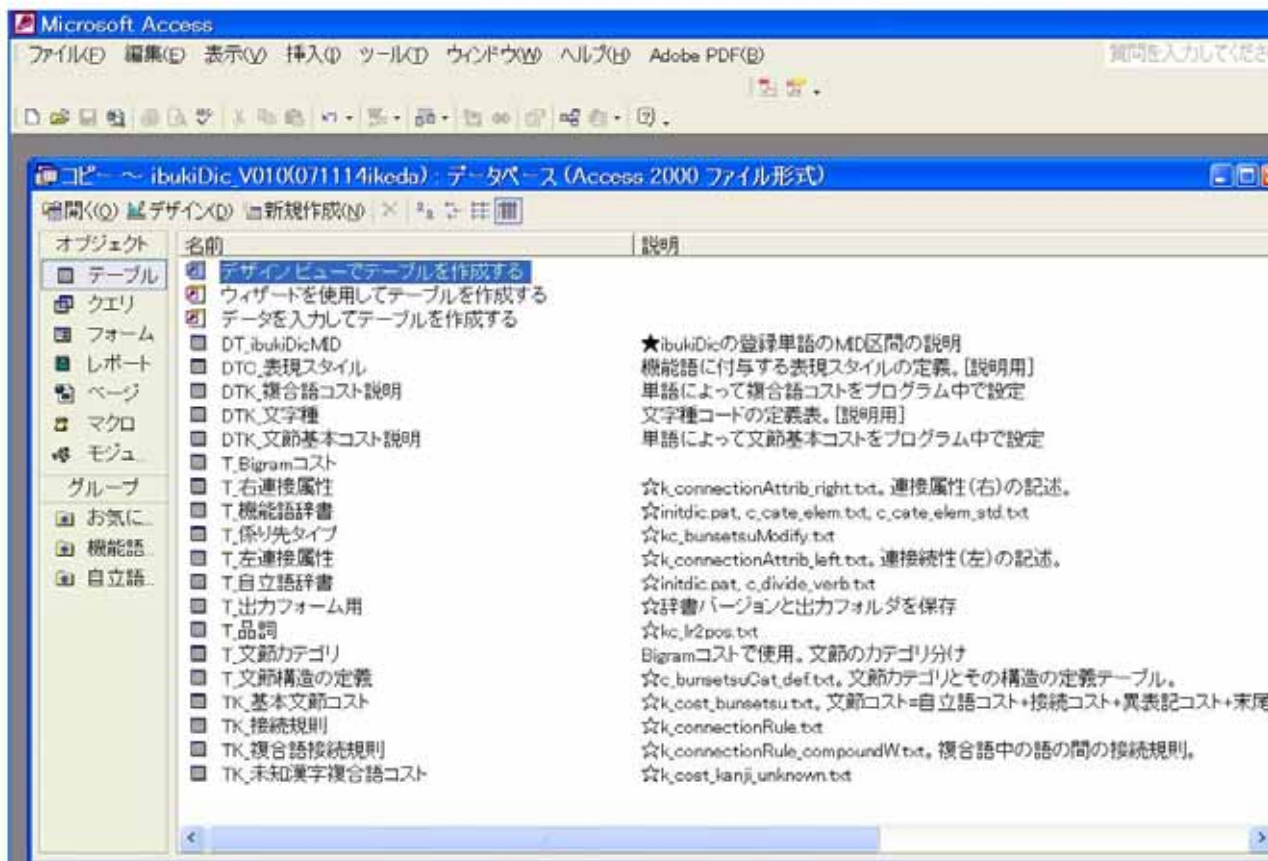 Microsoft Access
ファイル(F) 編集(E) 表示(V) 挿入(I) ツール(T) ウィンドウ(W) ヘルプ(H) Adobe PDF(B) 質問を入力してくださ
コピー ～ ibukiDic_V010(071114ikeda) : データベース (Access 2000 ファイル形式)
開く(O) デザイン(D) 新規作成(N)
オブジェクト 名前 説明
テーブル デザイン ビューでテーブルを作成する
クエリ ウィザードを使用してテーブルを作成する
データを入力してテーブルを作成する
フォーム DT_ibukiDicMID ★ibukiDicの登録単語のMID区間の説明
レポート DTC_表現スタイル 機能語に付与する表現スタイルの定義。[説明用]
ページ DTK_複合語コスト説明 単語によって複合語コストをプログラム中で設定
マクロ DTK_文字種 文字種コードの定義表。[説明用]
DTK_文節基本コスト説明 単語によって文節基本コストをプログラム中で設定
モジュ... T_Bigramコスト
グループ T_右連接属性 ☆k_connectionAttrib_right.txt。連接属性(右)の記述。
お気に... T_機能語辞書 ☆initdic.pat, c_cate_elem.txt, c_cate_elem_std.txt
T_係り先タイプ ☆kc_bunsetsuModify.txt
機能語... T_左連接属性 ☆k_connectionAttrib_left.txt。連接続性(左)の記述。
自立語... T_自立語辞書 ☆initdic.pat, c_divide_verb.txt
T_出力フォーム用 ☆辞書バージョンと出力フォルダを保存
T_品詞 ☆kc_lr2pos.txt
T_文節カテゴリ Bigramコストで使用。文節のカテゴリ分け
T_文節構造の定義 ☆c_bunsetsuCat_def.txt。文節カテゴリとその構造の定義テーブル。
TK_基本文節コスト ☆k_cost_bunsetsu.txt。文節コスト=自立語コスト+接続コスト+異表記コスト+末尾
TK_接続規則 ☆k_connectionRule.txt
TK_複合語接続規則 ☆k_connectionRule_compoundW.txt。複合語中の語の間の接続規則。
TK_未知漢字複合語コスト ☆k_cost_kanji_unknown.txt